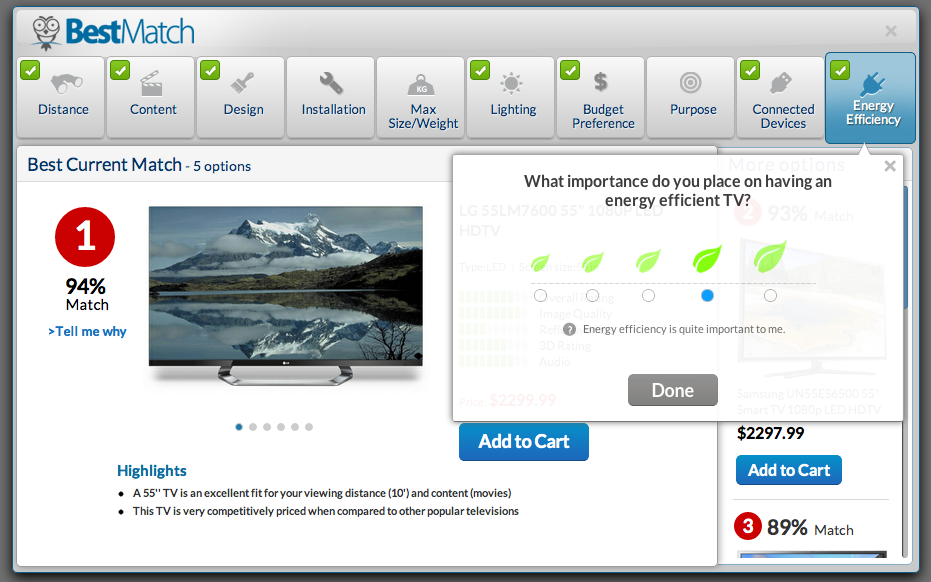 BestMatch
Distance
Content
Design
Installation
KG
Max
Size/Weight
Lighting
$
Budget
Preference
Purpose
Connected
Devices
Energy
Efficiency
Best Current Match - 5 options
More options
1
94%
Match
>Tell me why
LG
What importance do you place on having an
energy efficient TV?
LG 55LM7600 55" 1080P LED
HDTV
Type:LED | Screen size:
Overall Rating
Image Quality
? Energy efficiency is quite important to me.
3D Rating
Audio
Done
Price: $2299.99
Add to Cart
2 93% Match
Samsung UN55ES6500 55"
Smart TV 1080p LED HDTV
$2297.99
Add to Cart
3 89% Match
Highlights
• A 55'' TV is an excellent fit for your viewing distance (10') and content (movies)
• This TV is very competitively priced when compared to other popular televisions